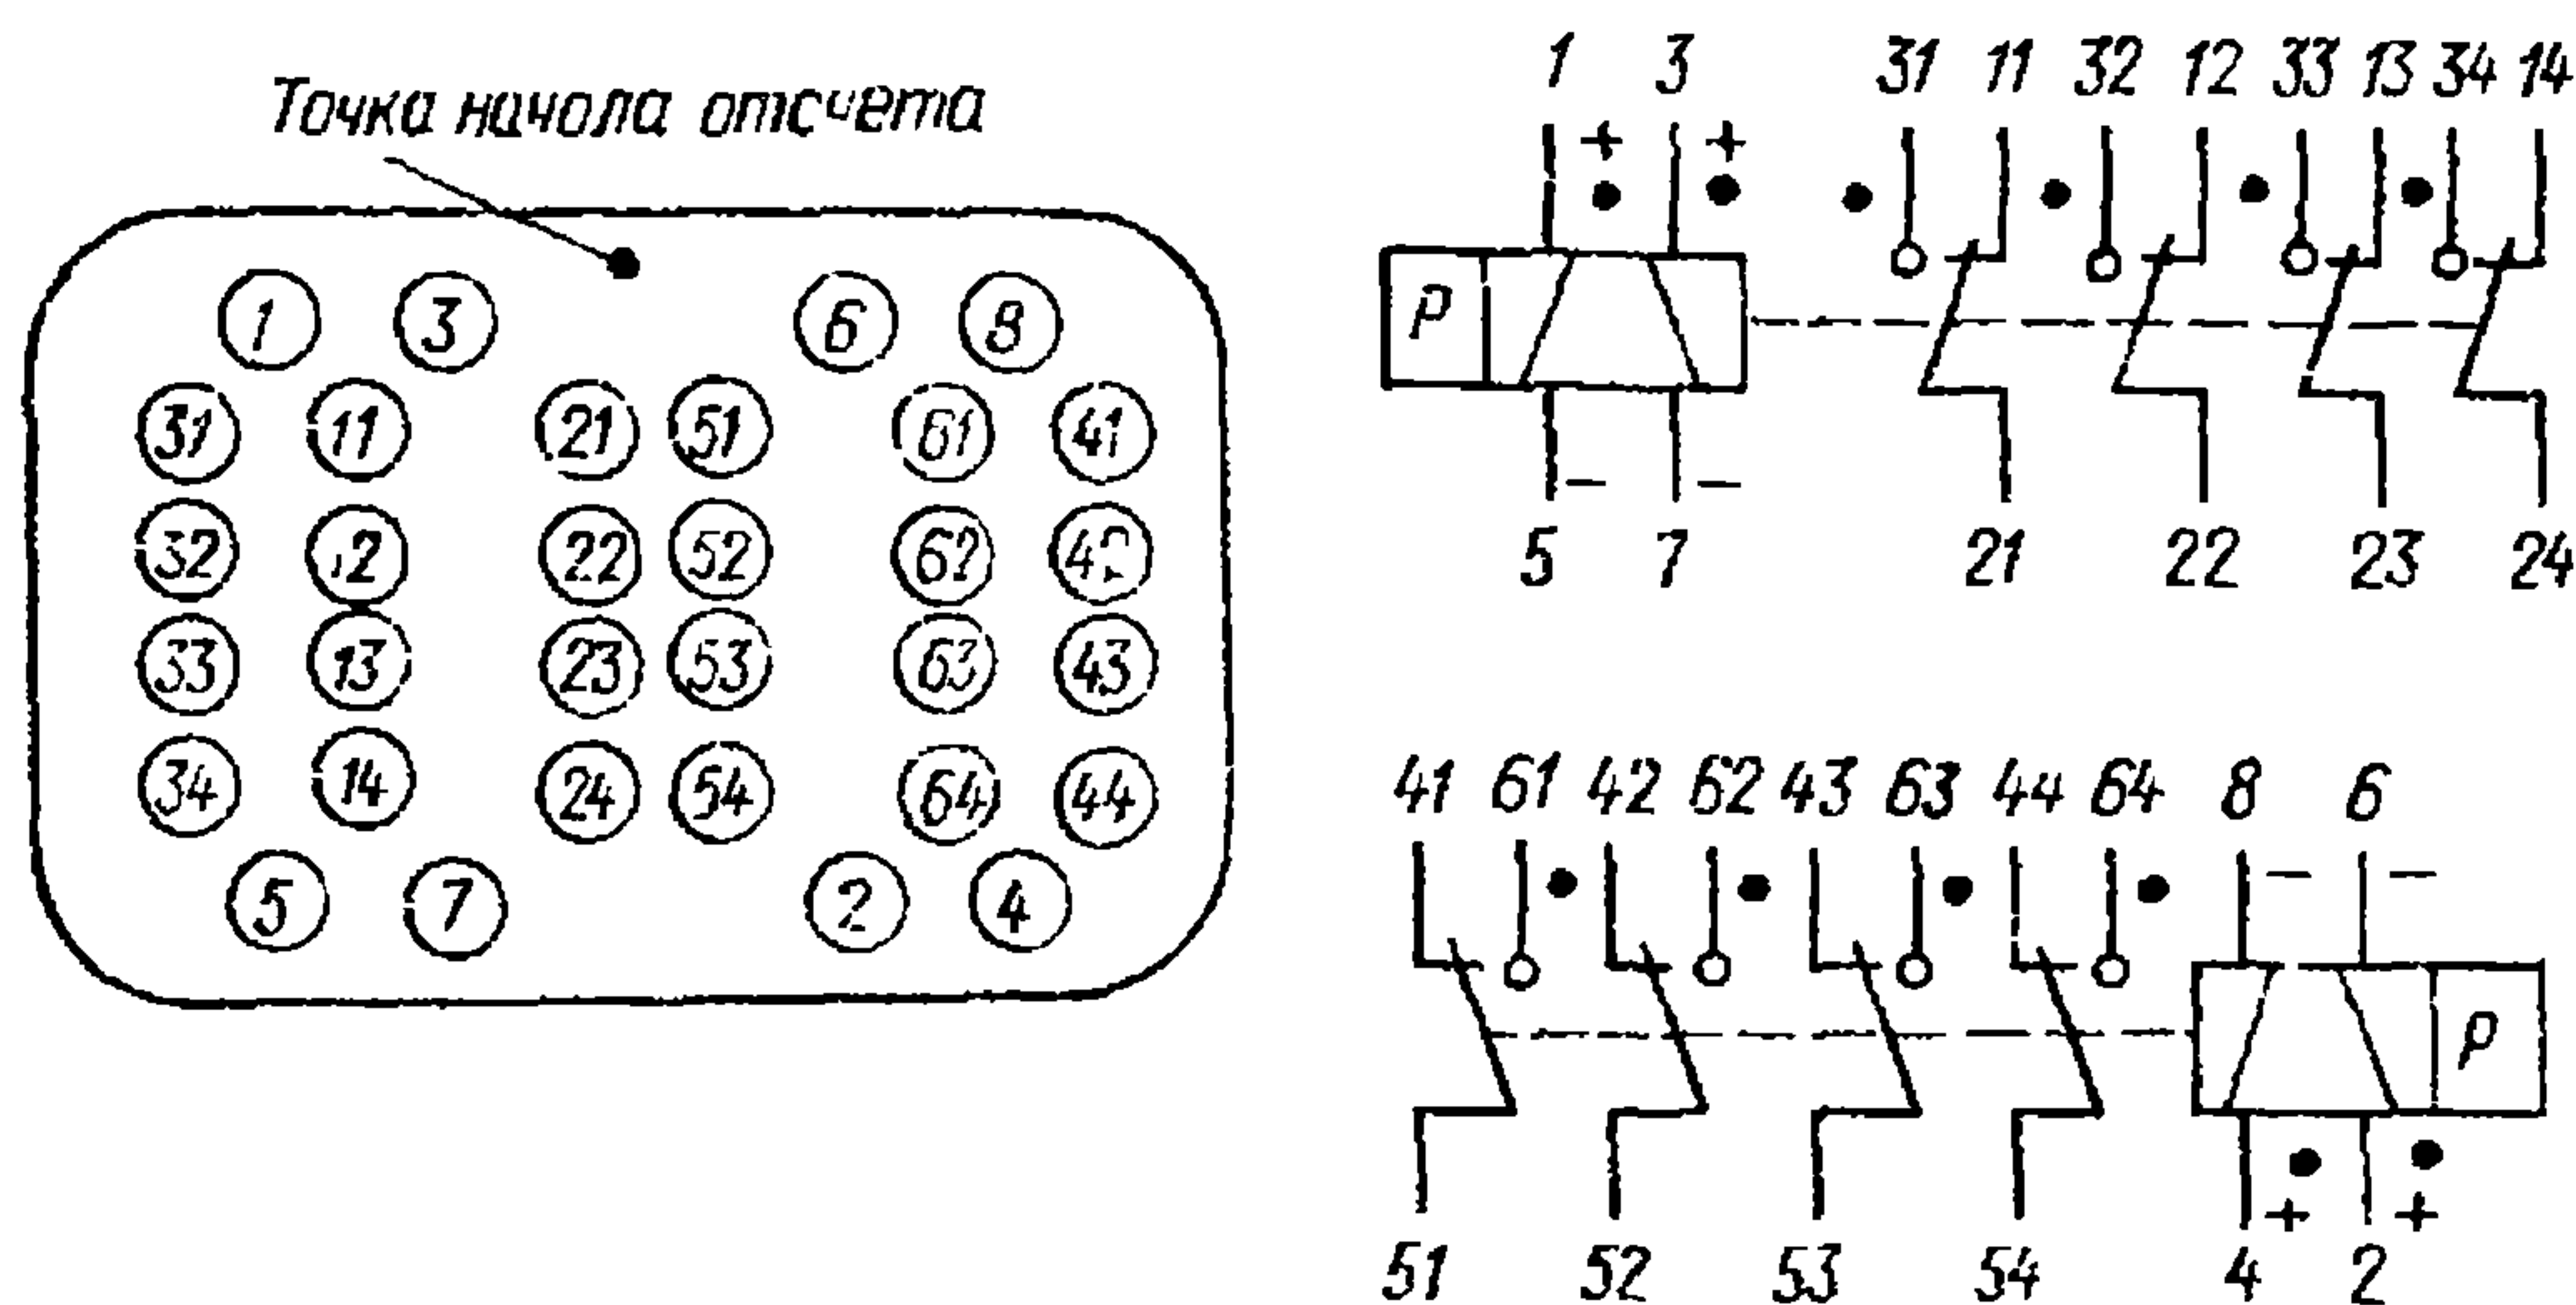 Точка начала отсчета
1 3 6 8
31 11 21 51 61 41
32 12 22 52 62 42
33 13 23 53 63 43
34 14 24 54 64 44
5 7 2 4
1 3 31 11 32 12 33 13 34 14
+ +
P
– –
5 7 21 22 23 24
41 61 42 62 43 63 44 64 8 6
– –
P
+ +
51 52 53 54 4 2